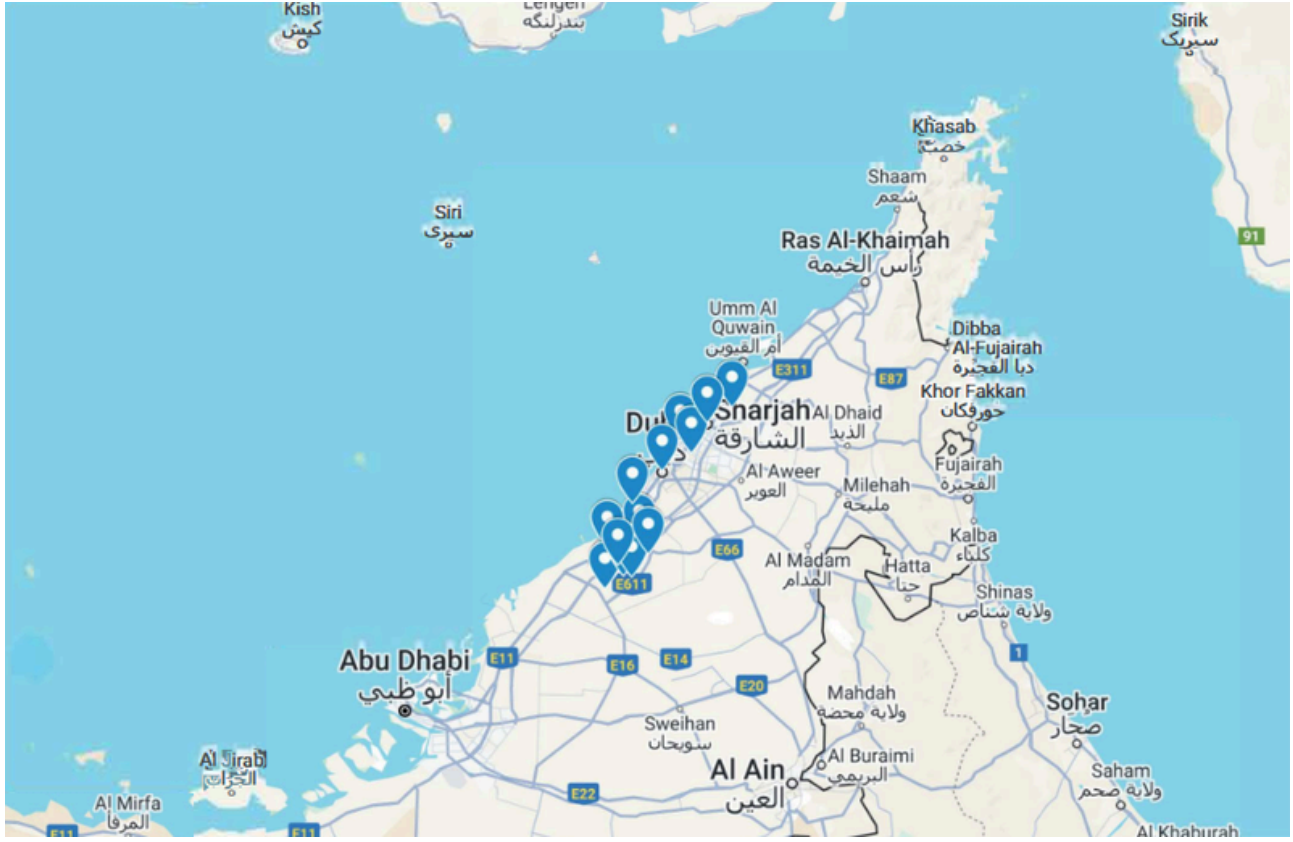 Kish
کیش
Lengeh
بندرلنگه
Sirik
سیریک
Khasab
خصب
Shaam
شعم
Siri
سیری
91
Ras Al-Khaimah
رأس الخيمة
Umm Al
Quwain
أم القيوين
Dibba
Al-Fujairah
دبا الفجيرة
E311
E87
Khor Fakkan
خورفكان
Sharjah
الشارقة
Al Dhaid
الذيد
Fujairah
الفجيرة
Al Aweer
العوير
Milehah
مليحة
Kalba
كلباء
E66
Al Madam
المدام
Hatta
حتا
E611
Shinas
ولاية شناص
Abu Dhabi
أبو ظبي
E11
E16
E14
1
E20
Mahdah
ولاية محضة
Sohar
صحار
Sweihan
سويحان
Al Buraimi
البريمي
Al Ain
العين
Saham
ولاية صحم
Al Mirfa
المرفأ
E22
E11
E11
Al Khaburah